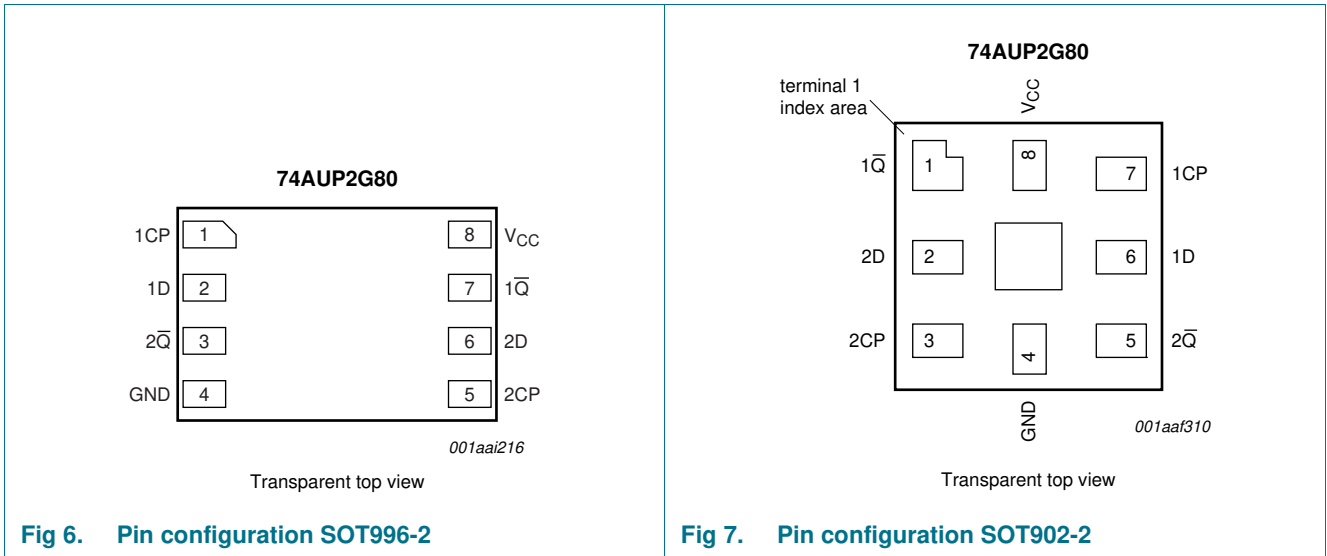 74AUP2G80
1CP 1 8 VCC
1D 2 7 1Q̅
2Q̅ 3 6 2D
GND 4 5 2CP
001aai216
Transparent top view
Fig 6. Pin configuration SOT996-2
74AUP2G80
terminal 1
index area
VCC
1Q̅ 1 8 7 1CP
2D 2 6 1D
2CP 3 4 5 2Q̅
GND
001aaf310
Transparent top view
Fig 7. Pin configuration SOT902-2